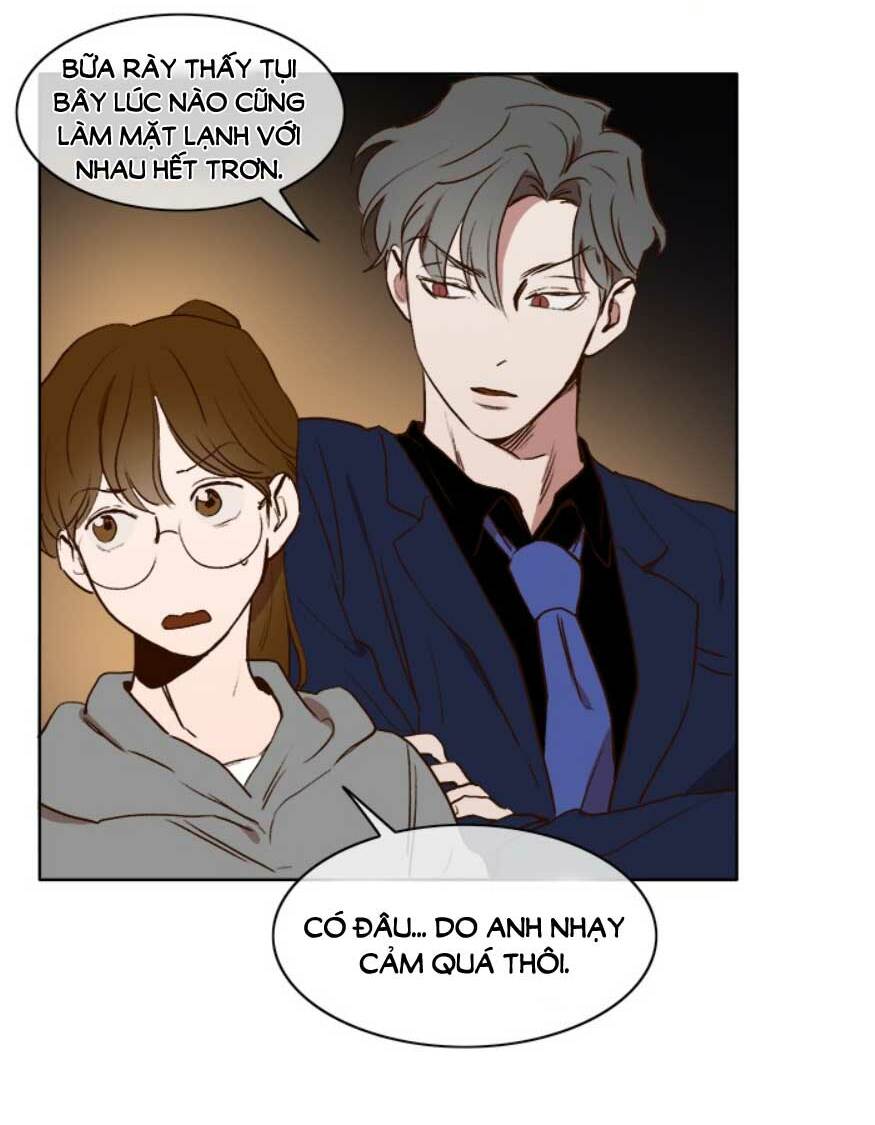 BỮA RÀY THẤY TỤI
BÂY LÚC NÀO CŨNG
LÀM MẶT LẠNH VỚI
NHAU HẾT TRƠN.
CÓ ĐÂU... DO ANH NHẠY
CẢM QUÁ THÔI.